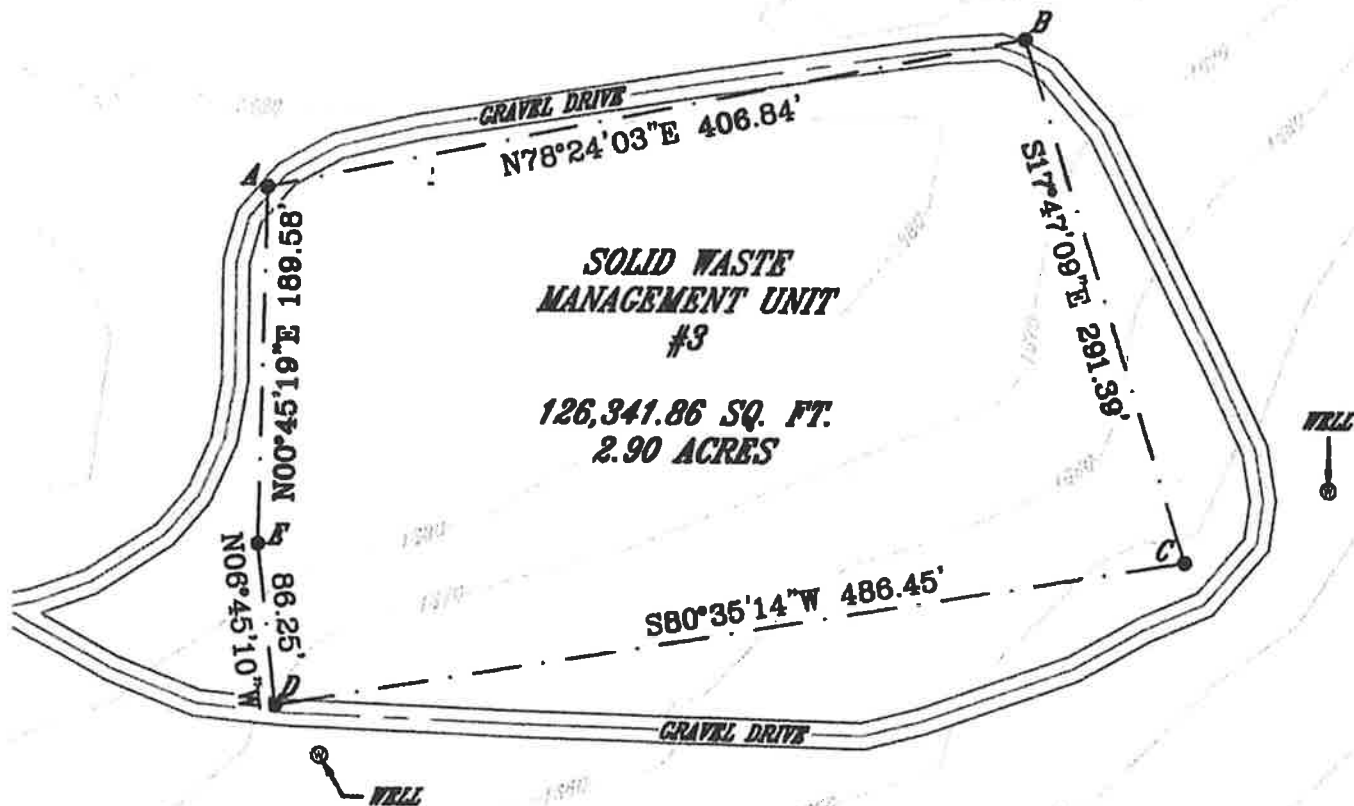 B
GRAVEL DRIVE
N78°24'03"E 406.84'
A
S17°47'09"E 291.39'
N00°45'19"E 189.58'
SOLID WASTE
MANAGEMENT UNIT
#3
126,341.86 SQ. FT.
2.90 ACRES
WELL
W
E
C
N06°45'10"W 86.25'
S80°35'14"W 486.45'
D
GRAVEL DRIVE
W
WELL